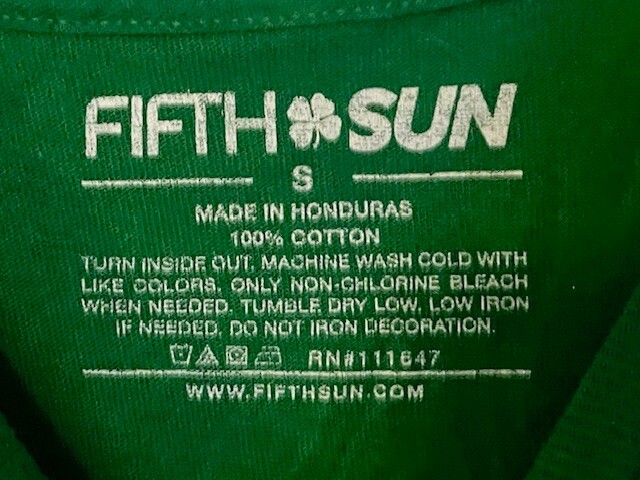 FIFTH SUN
S
MADE IN HONDURAS
100% COTTON
TURN INSIDE OUT. MACHINE WASH COLD WITH
LIKE COLORS. ONLY NON-CHLORINE BLEACH
WHEN NEEDED. TUMBLE DRY LOW. LOW IRON
IF NEEDED. DO NOT IRON DECORATION.
RN#111647
WWW.FIFTHSUN.COM